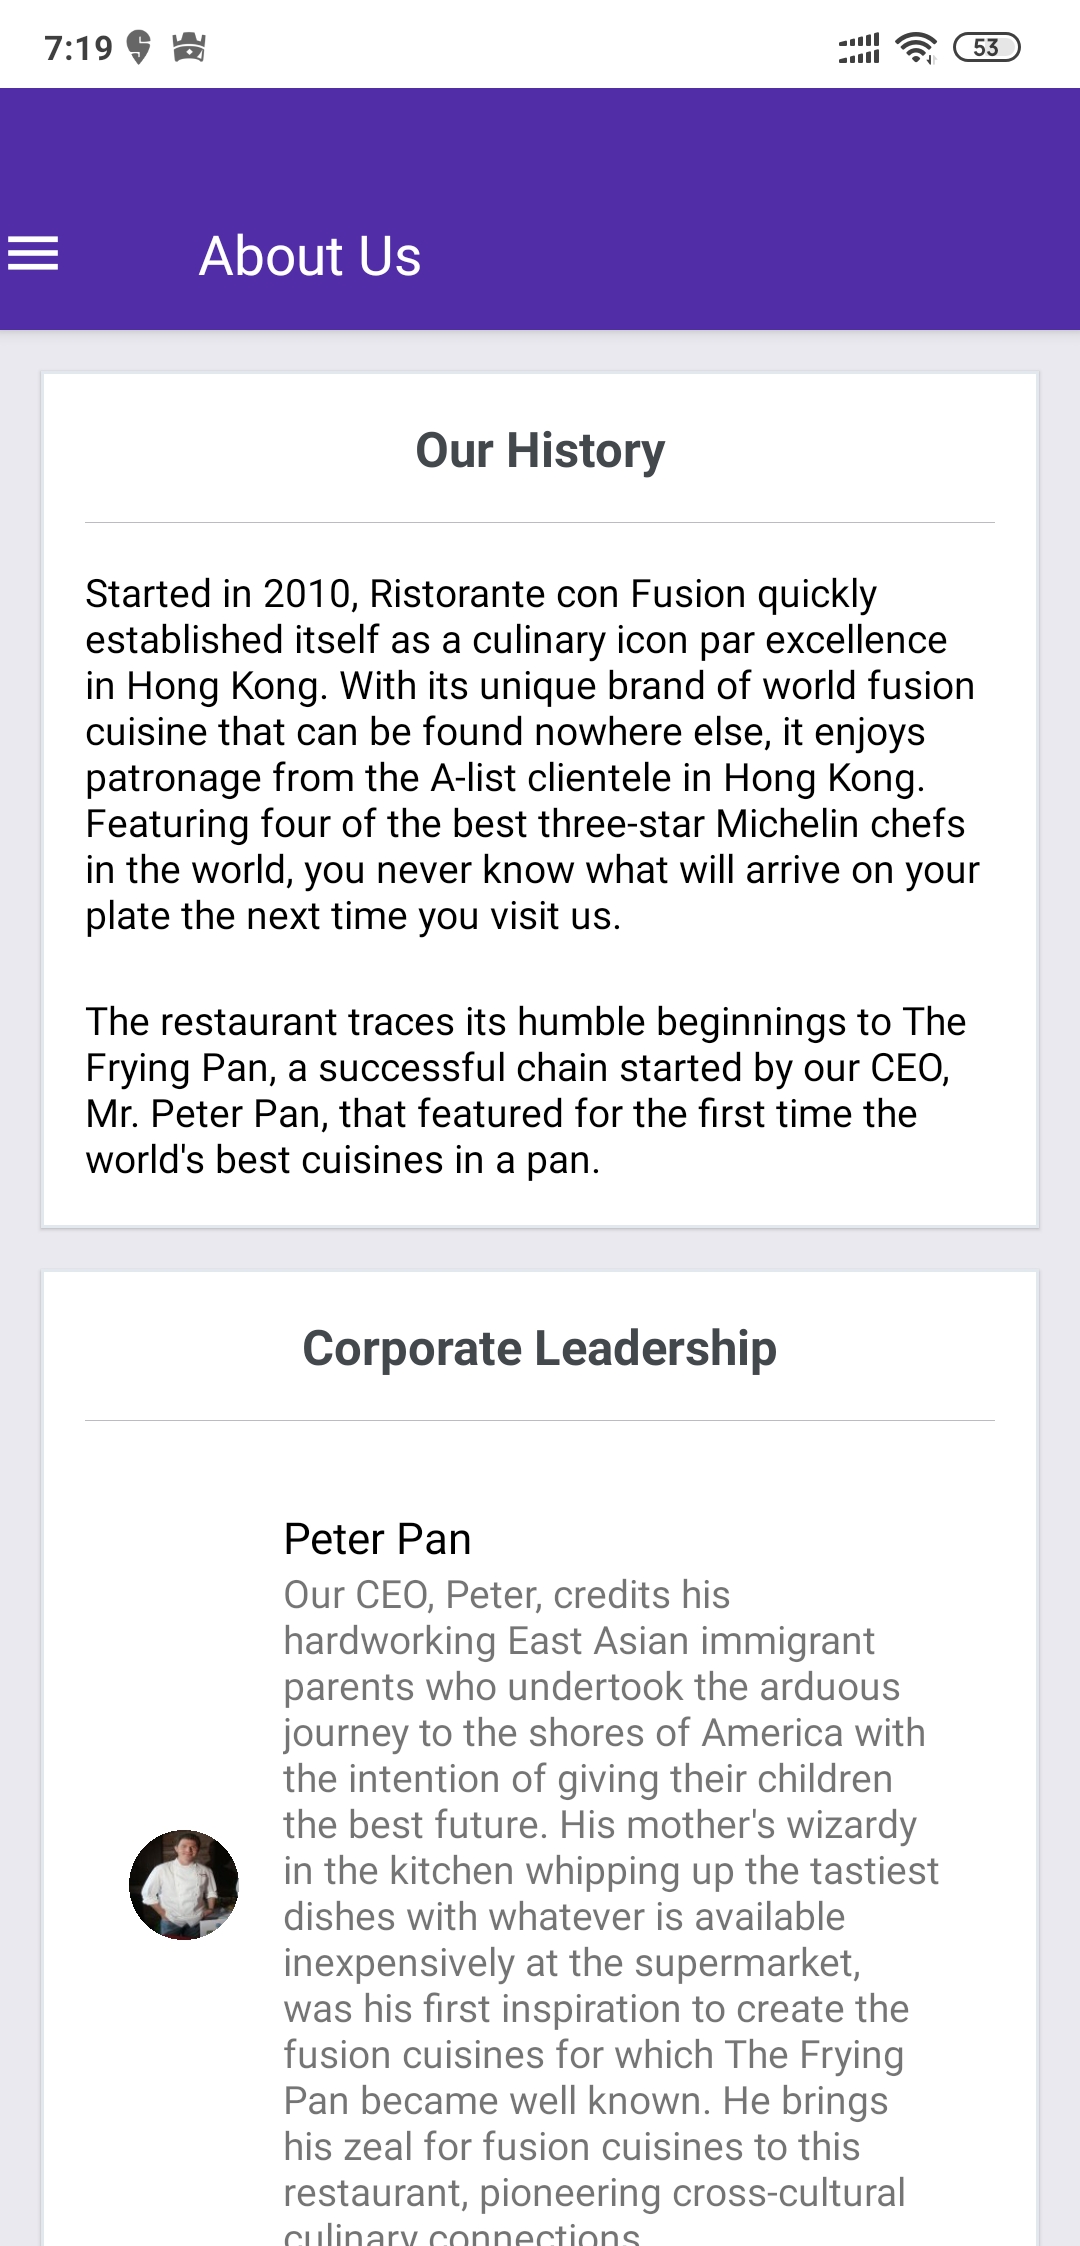 7:19
53
About Us
Our History
Started in 2010, Ristorante con Fusion quickly
established itself as a culinary icon par excellence
in Hong Kong. With its unique brand of world fusion
cuisine that can be found nowhere else, it enjoys
patronage from the A-list clientele in Hong Kong.
Featuring four of the best three-star Michelin chefs
in the world, you never know what will arrive on your
plate the next time you visit us.
The restaurant traces its humble beginnings to The
Frying Pan, a successful chain started by our CEO,
Mr. Peter Pan, that featured for the first time the
world's best cuisines in a pan.
Corporate Leadership
Peter Pan
Our CEO, Peter, credits his
hardworking East Asian immigrant
parents who undertook the arduous
journey to the shores of America with
the intention of giving their children
the best future. His mother's wizardy
in the kitchen whipping up the tastiest
dishes with whatever is available
inexpensively at the supermarket,
was his first inspiration to create the
fusion cuisines for which The Frying
Pan became well known. He brings
his zeal for fusion cuisines to this
restaurant, pioneering cross-cultural
culinary connections